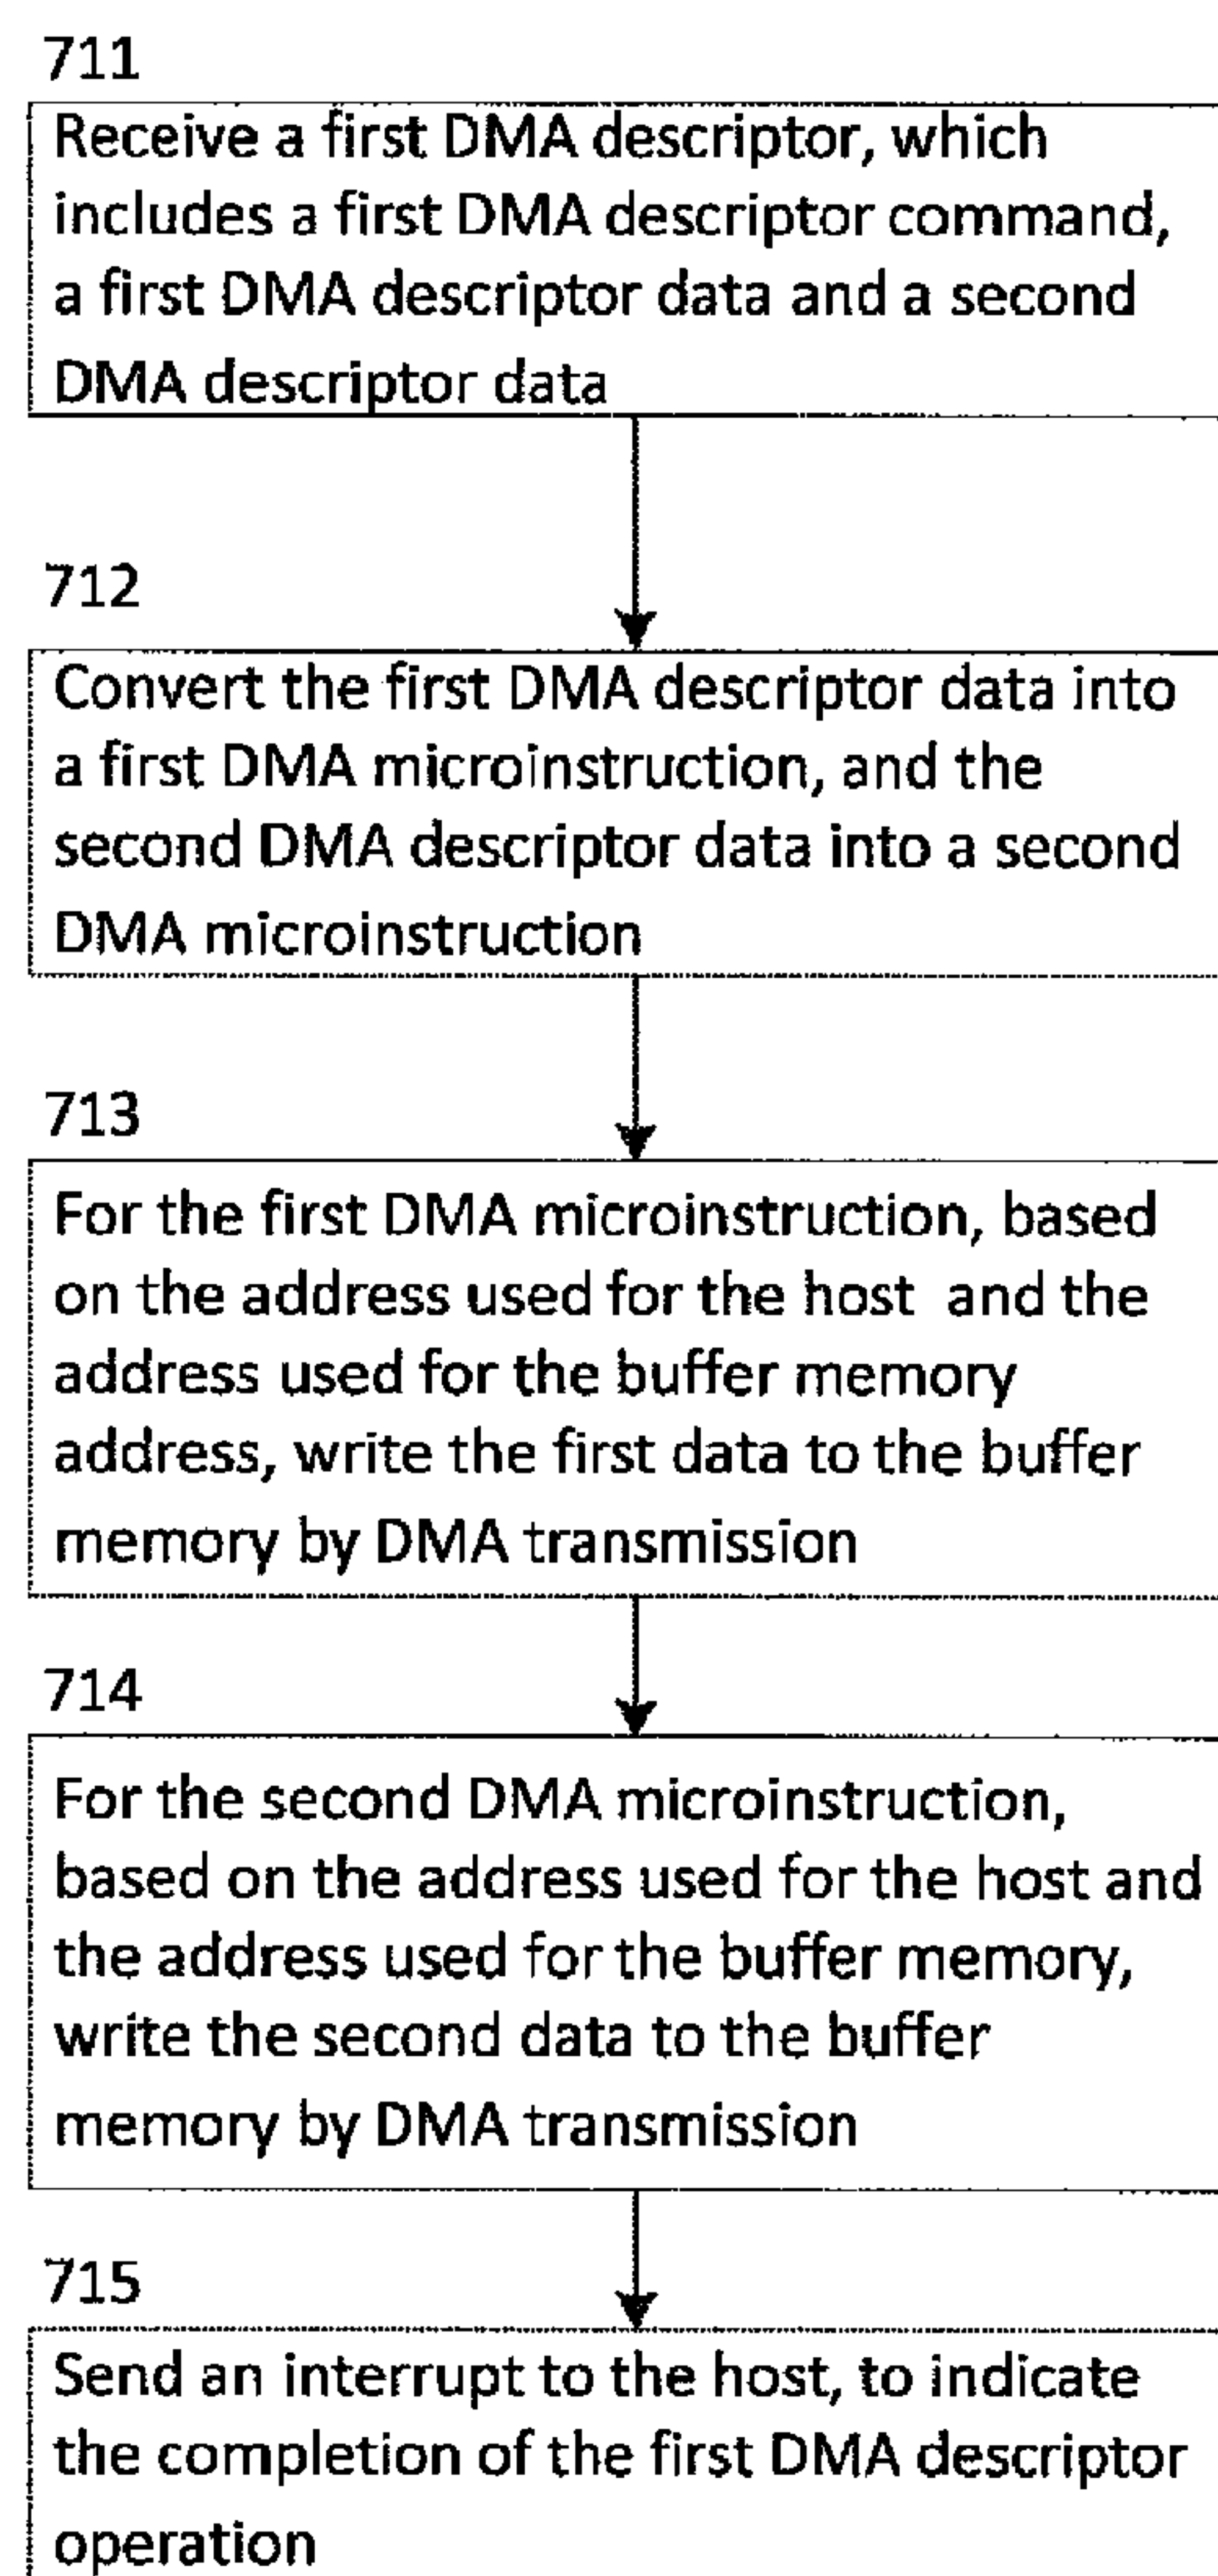 711
Receive a first DMA descriptor, which
includes a first DMA descriptor command,
a first DMA descriptor data and a second
DMA descriptor data
712
Convert the first DMA descriptor data into
a first DMA microinstruction, and the
second DMA descriptor data into a second
DMA microinstruction
713
For the first DMA microinstruction, based
on the address used for the host and the
address used for the buffer memory
address, write the first data to the buffer
memory by DMA transmission
714
For the second DMA microinstruction,
based on the address used for the host and
the address used for the buffer memory,
write the second data to the buffer
memory by DMA transmission
715
Send an interrupt to the host, to indicate
the completion of the first DMA descriptor
operation